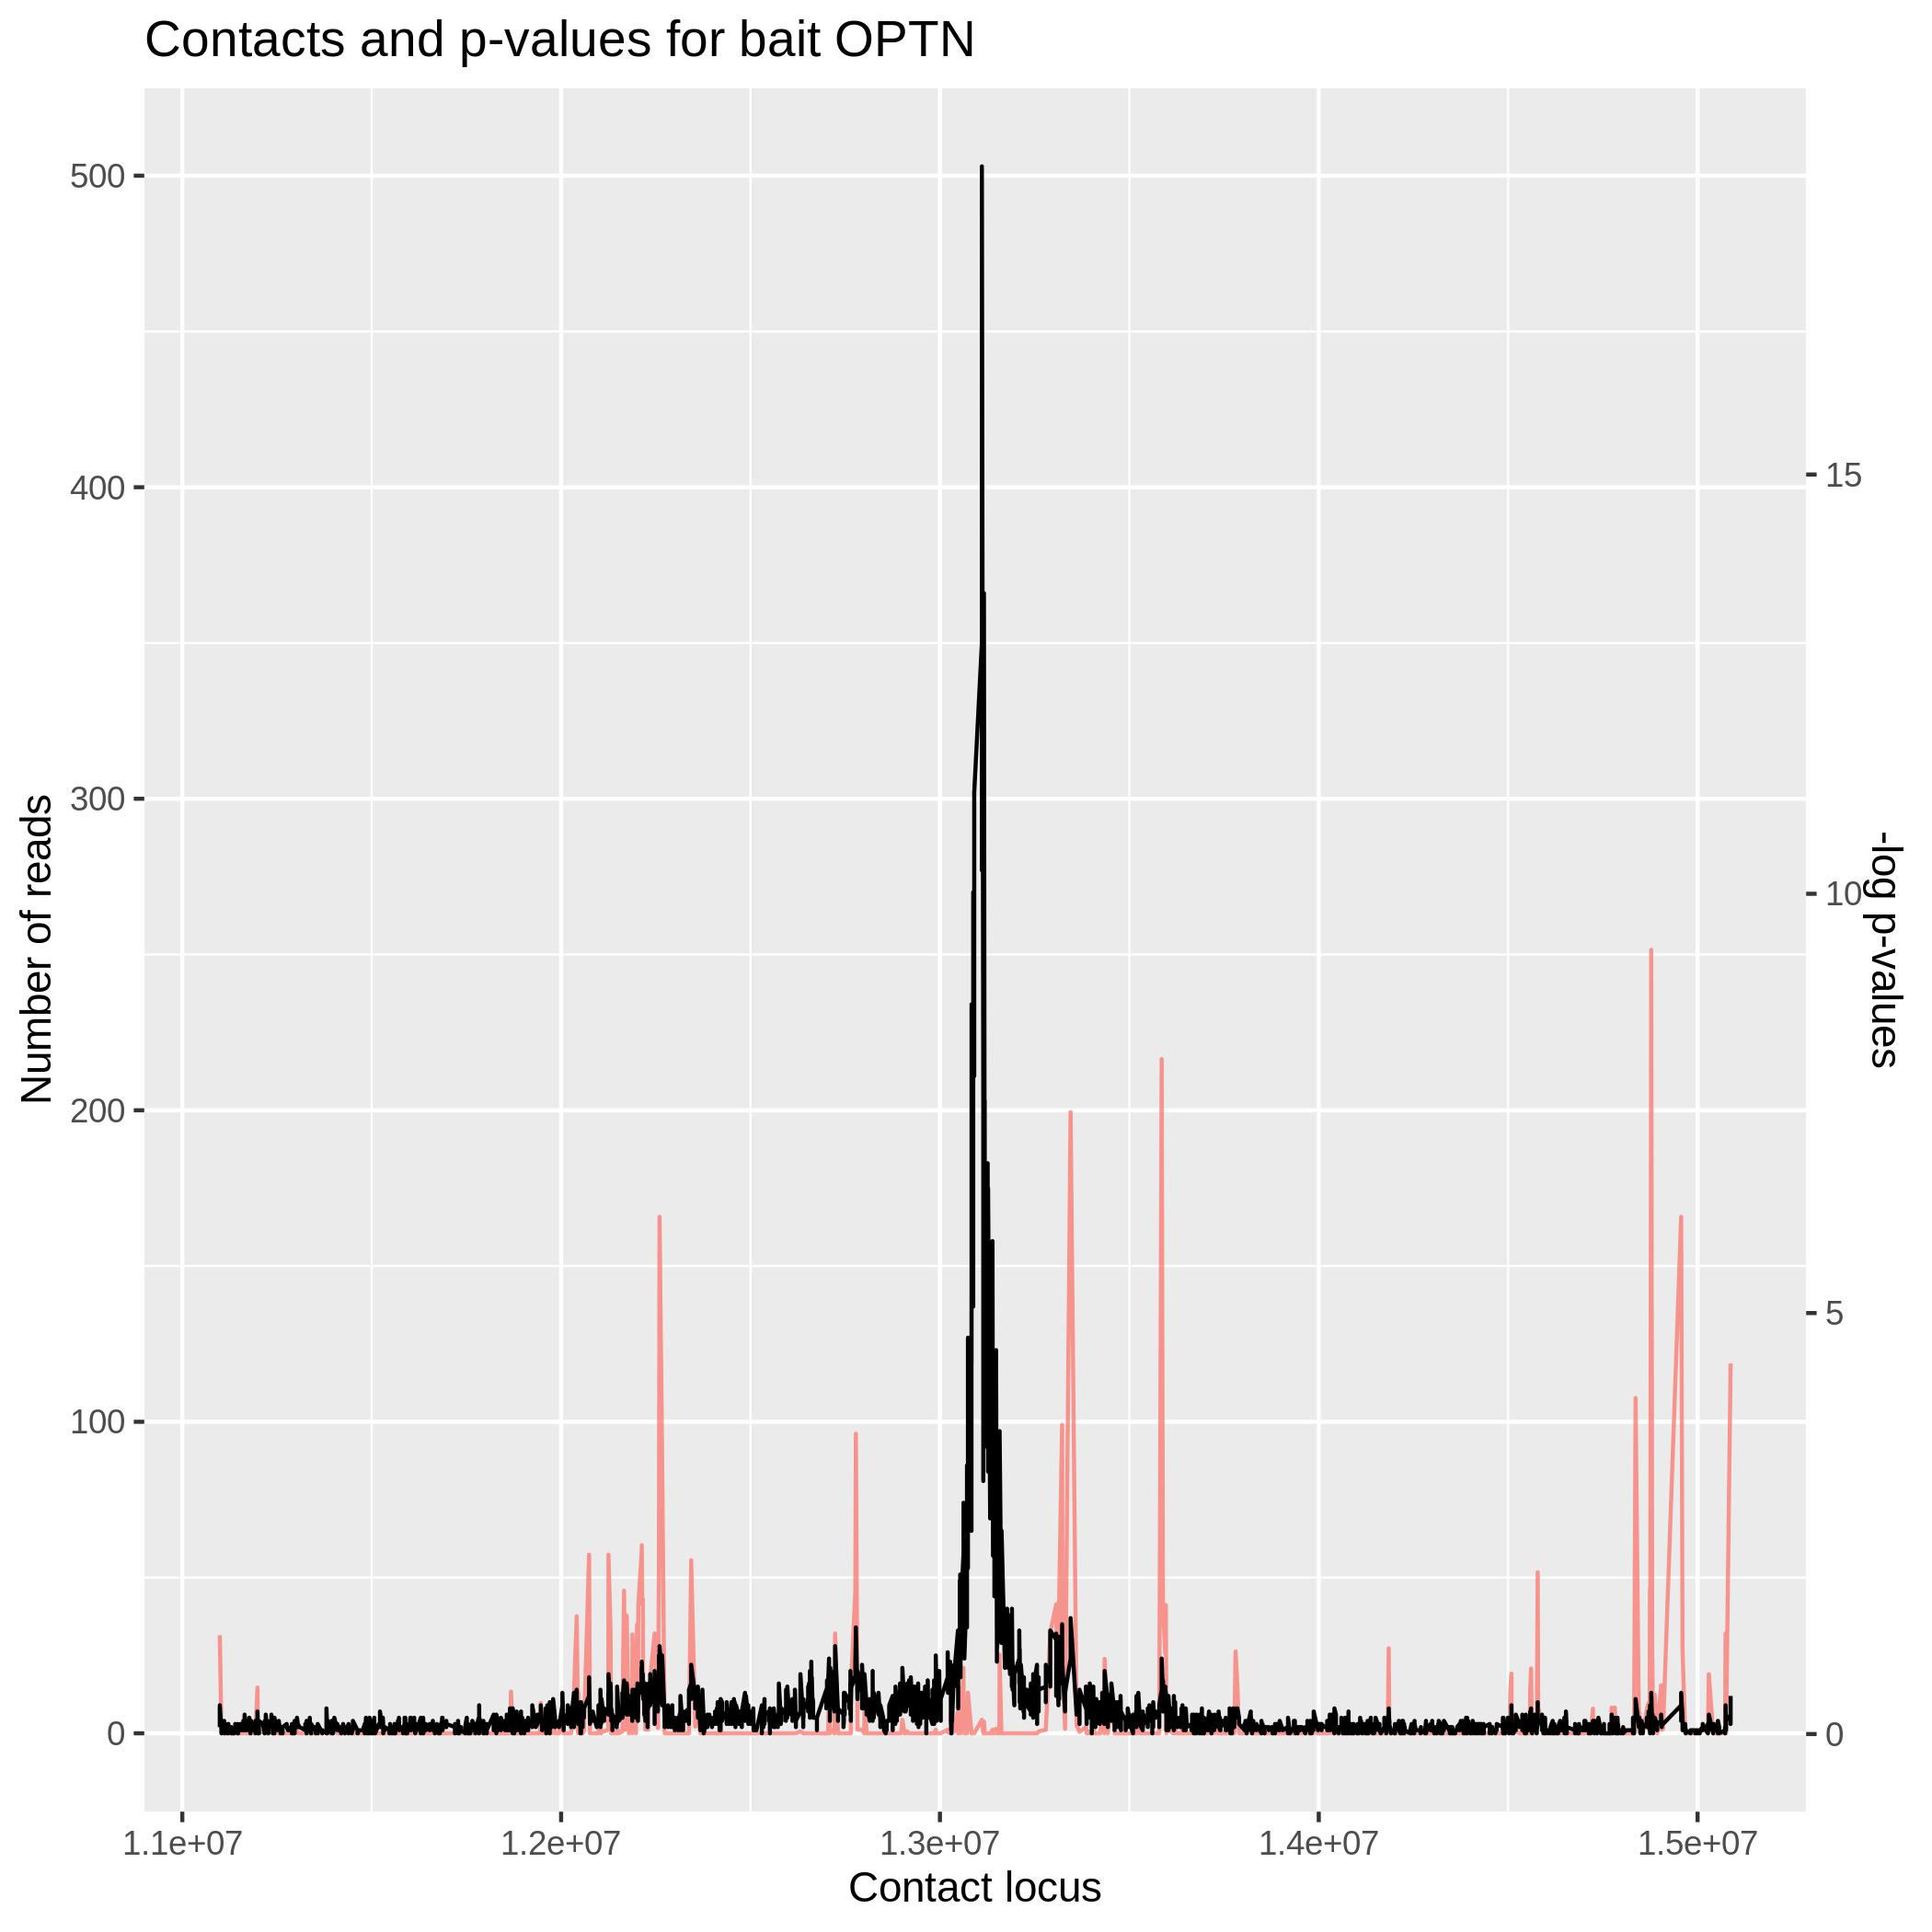 Contacts and p-values for bait OPTN
Number of reads
500
400
300
200
100
0
15
10
5
0
-log p-values
1.1e+07
1.2e+07
1.3e+07
1.4e+07
1.5e+07
Contact locus